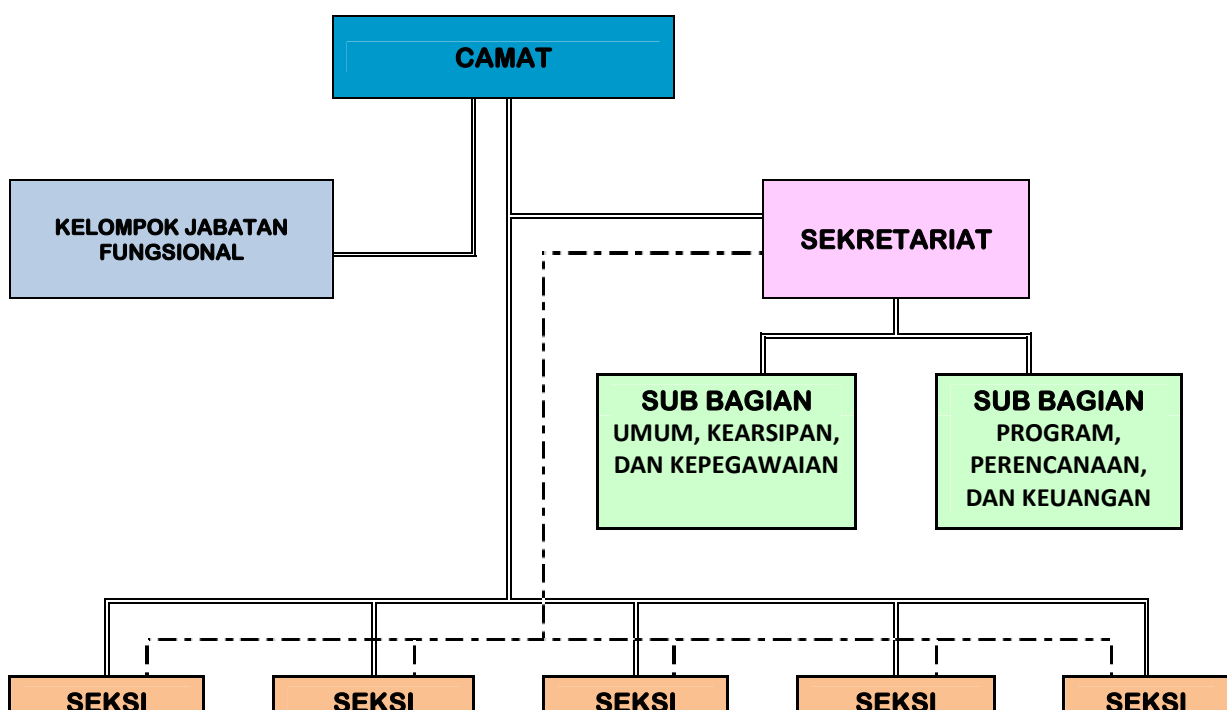 CAMAT
KELOMPOK JABATAN
FUNGSIONAL
SEKRETARIAT
SUB BAGIAN
UMUM, KEARSIPAN,
DAN KEPEGAWAIAN
SUB BAGIAN
PROGRAM,
PERENCANAAN,
DAN KEUANGAN
SEKSI
SEKSI
SEKSI
SEKSI
SEKSI